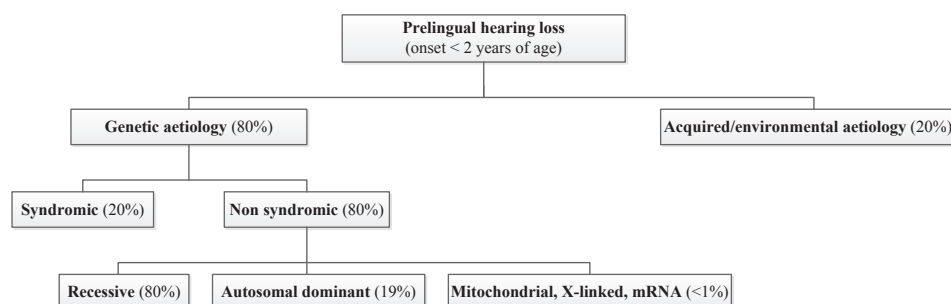 Prelingual hearing loss
(onset < 2 years of age)
Genetic aetiology (80%)
Acquired/environmental aetiology (20%)
Syndromic (20%)
Non syndromic (80%)
Recessive (80%)
Autosomal dominant (19%)
Mitochondrial, X-linked, mRNA (<1%)